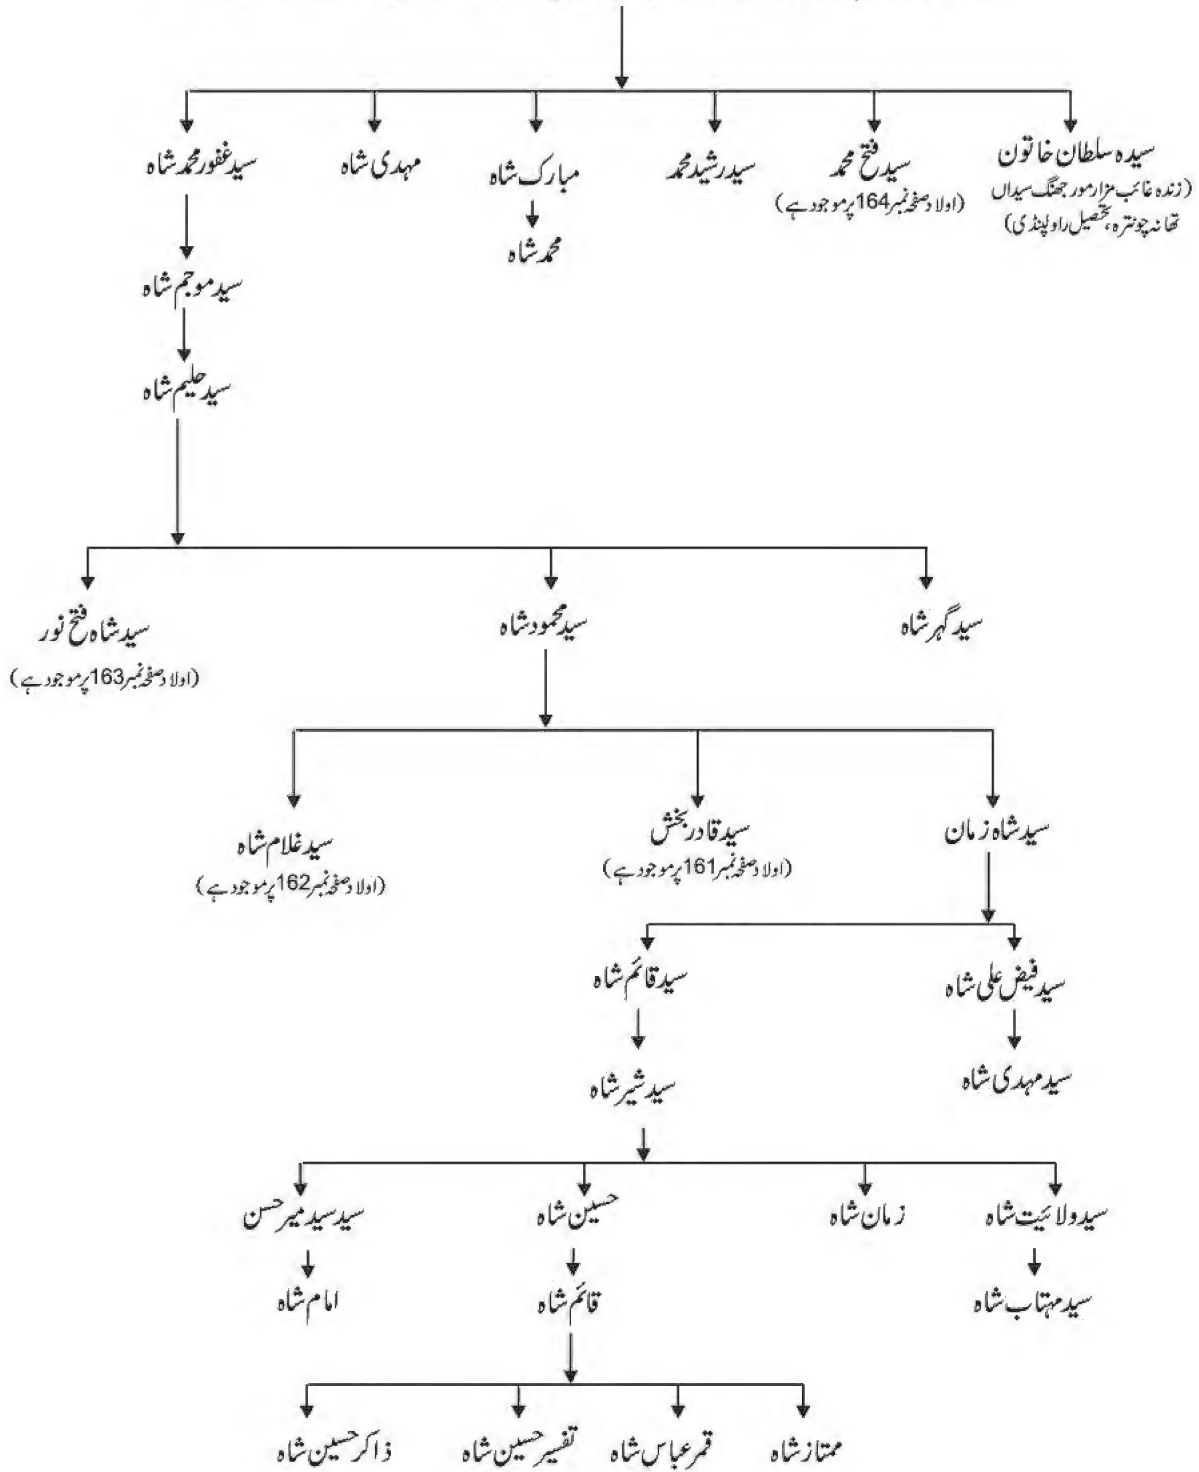 سیدہ سلطان خاتون
(زندہ غائب مزار مور جھنگ سیداں
تھانہ چونترہ، تحصیل راولپنڈی)
سید فتح محمد
(اولاد صفحہ نمبر 164 پر موجود ہے)
سید رشید محمد
مبارک شاہ
محمد شاہ
مہدی شاہ
سید غفور محمد شاہ
سید موجم شاہ
سید حلیم شاہ
سید گہر شاہ
سید محمود شاہ
سید شاہ فتح نور
(اولاد صفحہ نمبر 163 پر موجود ہے)
سید شاہ زمان
سید قادر بخش
(اولاد صفحہ نمبر 161 پر موجود ہے)
سید غلام شاہ
(اولاد صفحہ نمبر 162 پر موجود ہے)
سید فیض علی شاہ
سید قائم شاہ
سید مہدی شاہ
سید شیر شاہ
سید ولائیت شاہ
زمان شاہ
حسین شاہ
سید سید میر حسن
سید مہتاب شاہ
قائم شاہ
امام شاہ
ممتاز شاہ
قمر عباس شاہ
تفسیر حسین شاہ
ذاکر حسین شاہ